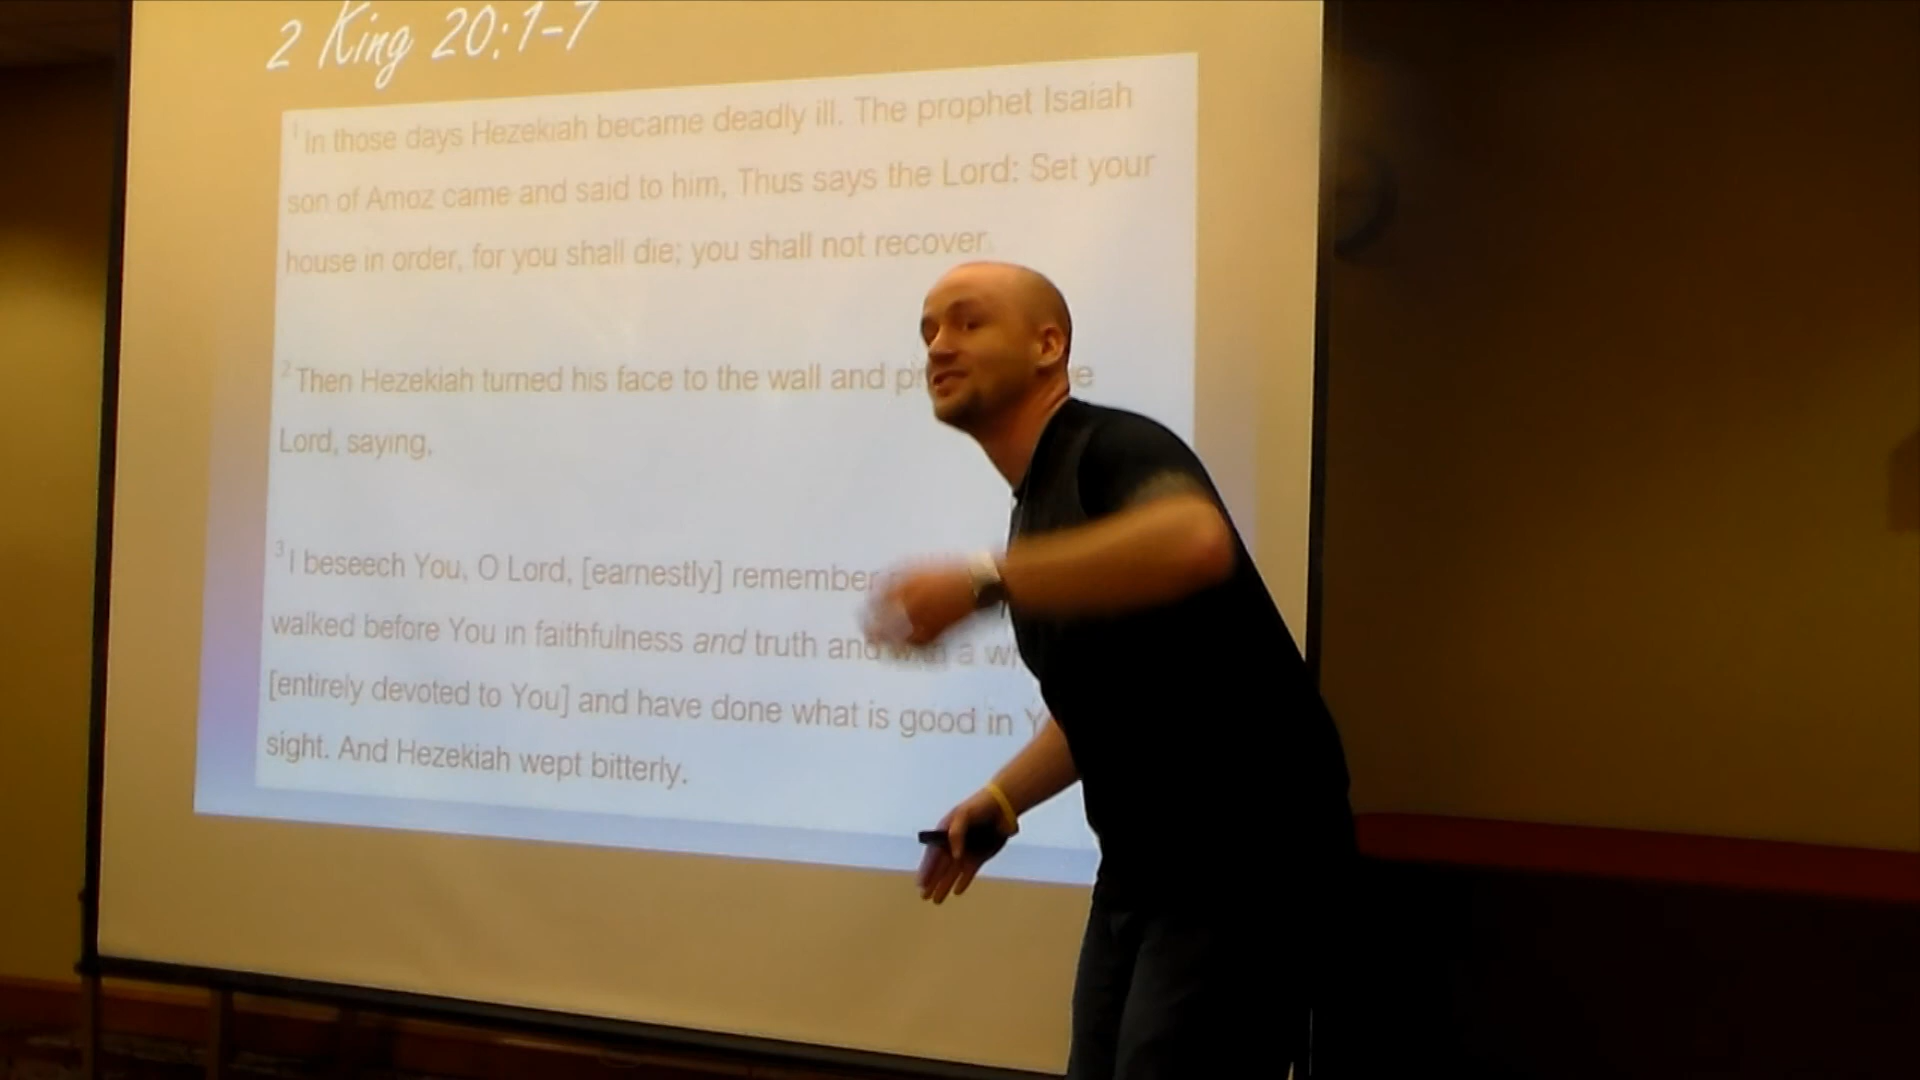 2 King 20:1-7
1 In those days Hezekiah became deadly ill. The prophet Isaiah
son of Amoz came and said to him, Thus says the Lord: Set your
house in order, for you shall die; you shall not recover.
2 Then Hezekiah turned his face to the wall and
Lord, saying,
3 I beseech You, O Lord, [earnestly] remember
walked before You in faithfulness and truth and with a
[entirely devoted to You] and have done what is good in
sight. And Hezekiah wept bitterly.